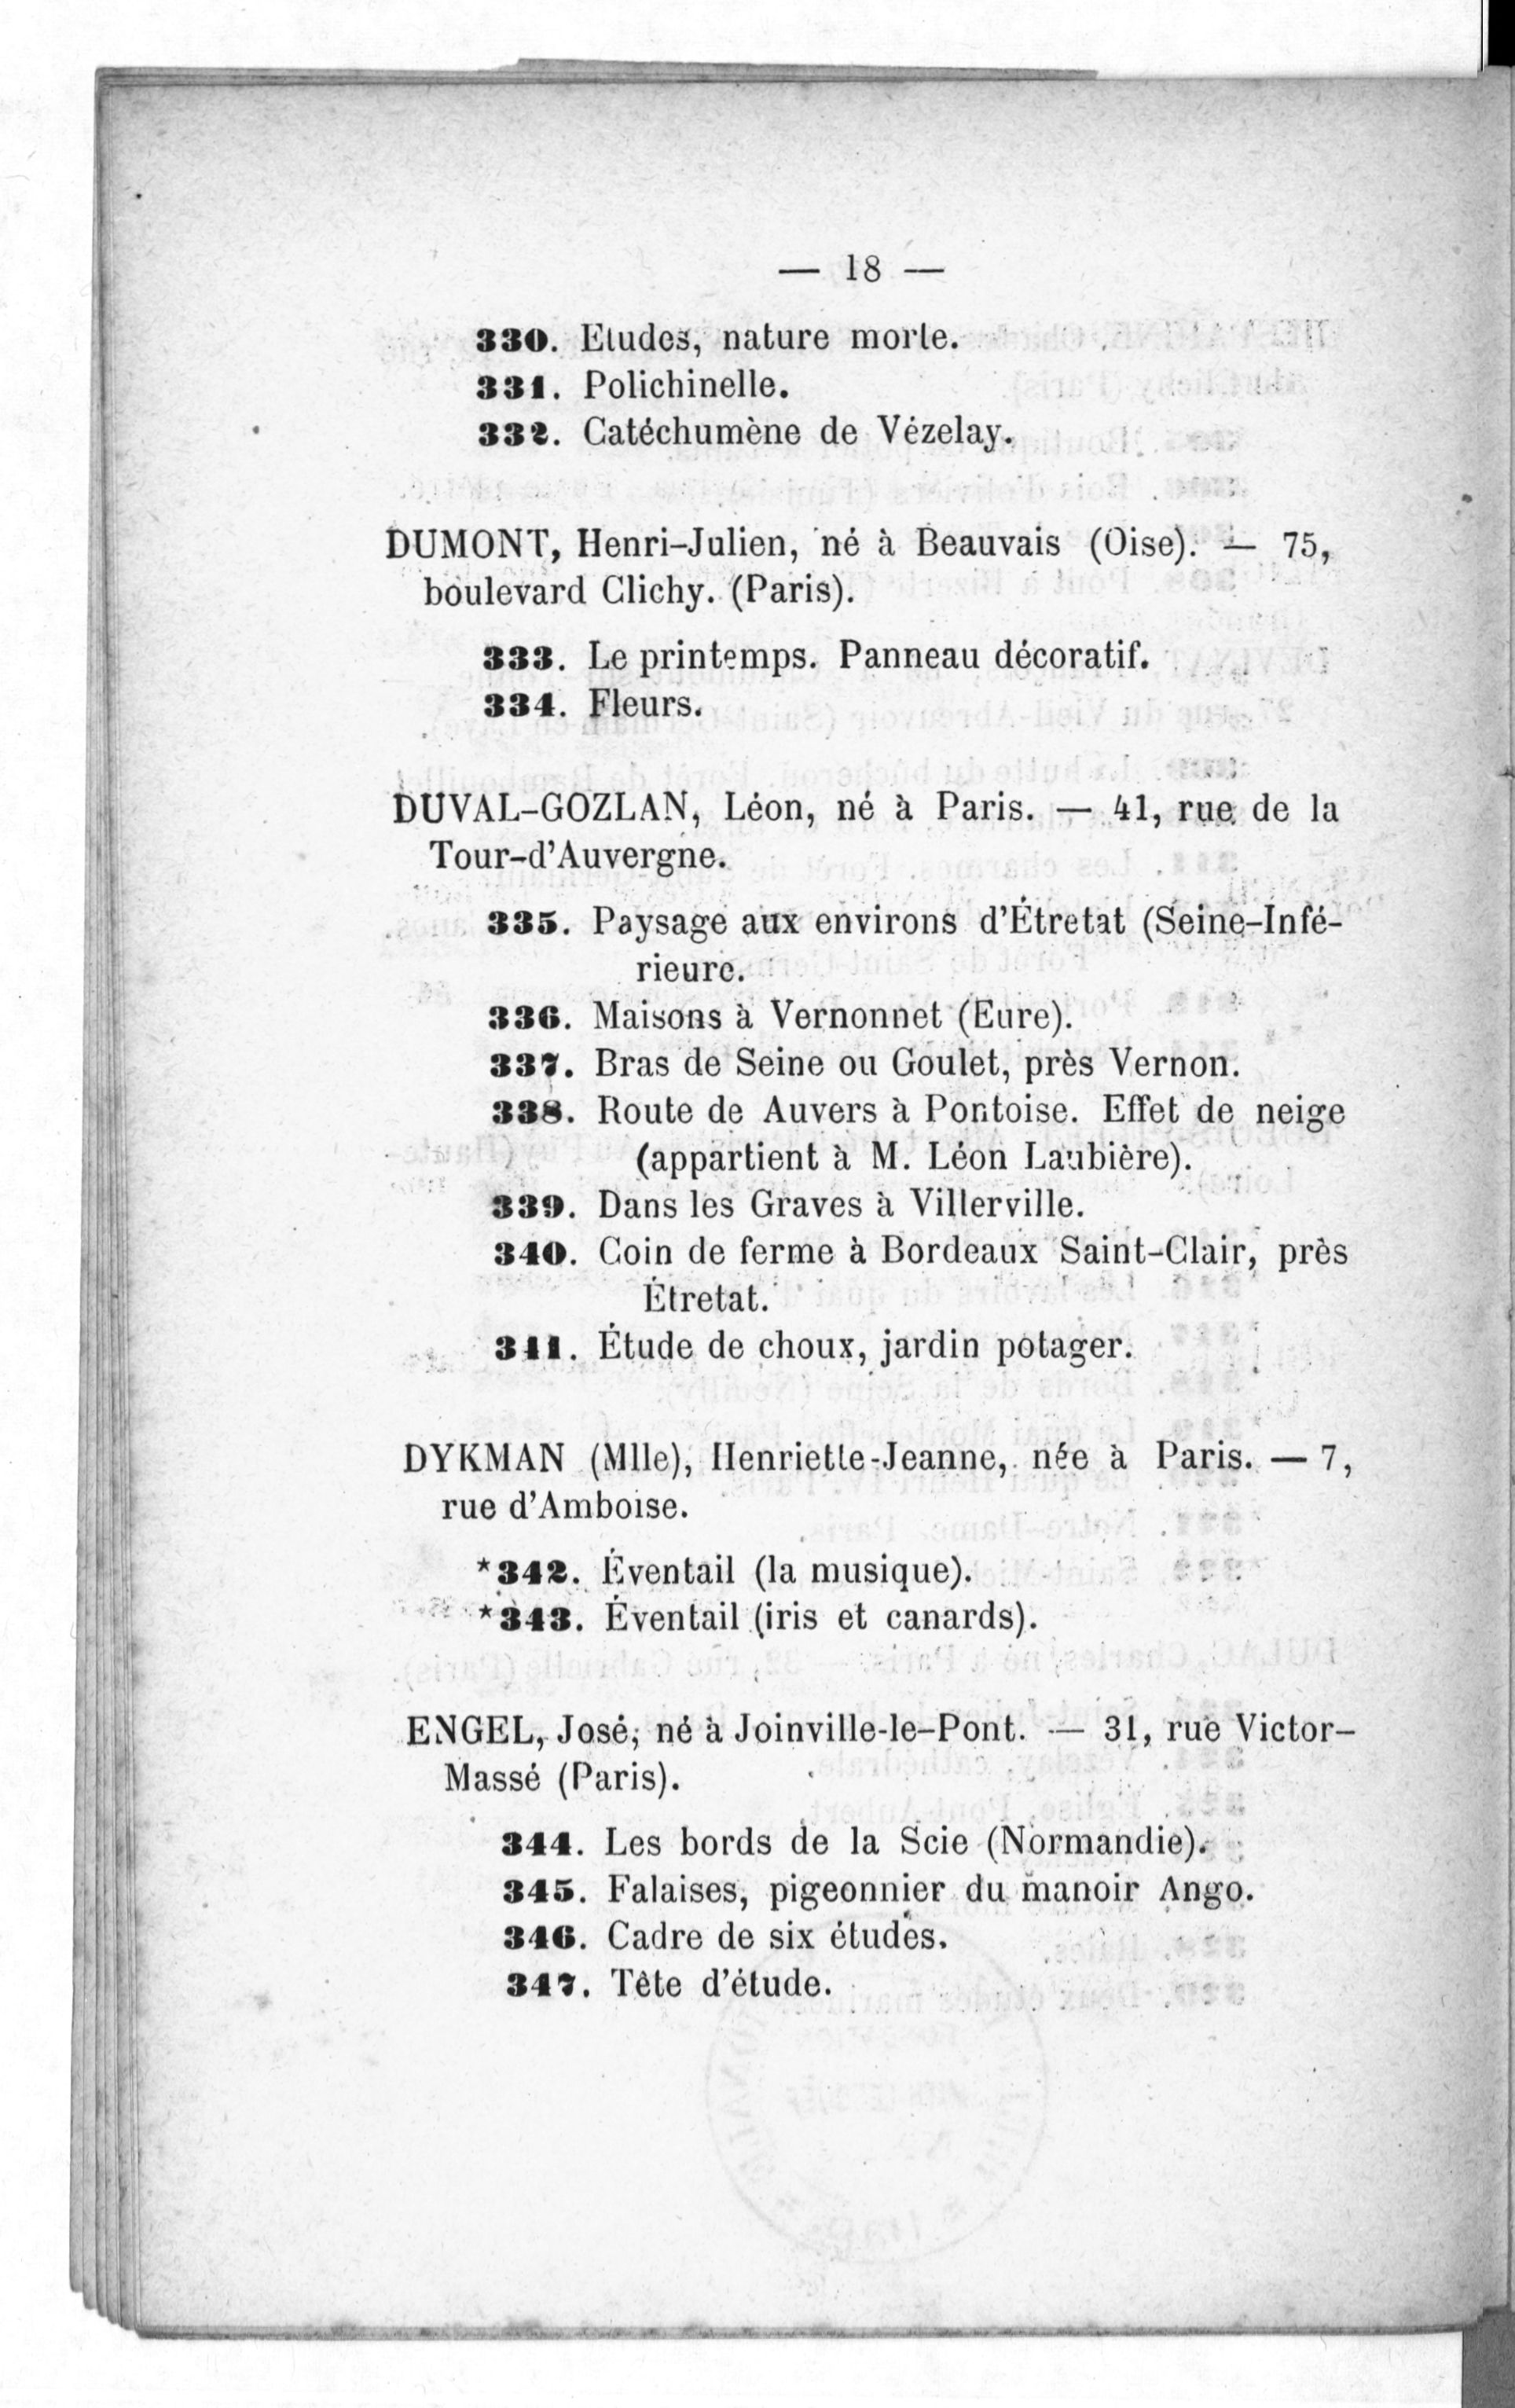 — 18 —
330. Etudes, nature morte.
331. Polichinelle.
332. Catéchumène de Vézelay.
DUMONT, Henri-Julien, né à Beauvais (Oise). — 75,
boulevard Clichy. (Paris).
333. Le printemps. Panneau décoratif.
334. Fleurs.
DUVAL-GOZLAN, Léon, né à Paris. — 41, rue de la
Tour-d'Auvergne.
335. Paysage aux environs d'Étretat (Seine-Infé-
rieure.
336. Maisons à Vernonnet (Eure).
337. Bras de Seine ou Goulet, près Vernon.
338. Route de Auvers à Pontoise. Effet de neige
(appartient à M. Léon Laubière).
339. Dans les Graves à Villerville.
340. Coin de ferme à Bordeaux Saint-Clair, près
Étretat.
341. Étude de choux, jardin potager.
DYKMAN (Mlle), Henriette-Jeanne, née à Paris. — 7,
rue d'Amboise.
*342. Éventail (la musique).
*343. Éventail (iris et canards).
ENGEL, José, né à Joinville-le-Pont. — 31, rue Victor-
Massé (Paris).
344. Les bords de la Scie (Normandie).
345. Falaises, pigeonnier du manoir Ango.
346. Cadre de six études.
347. Tête d'étude.